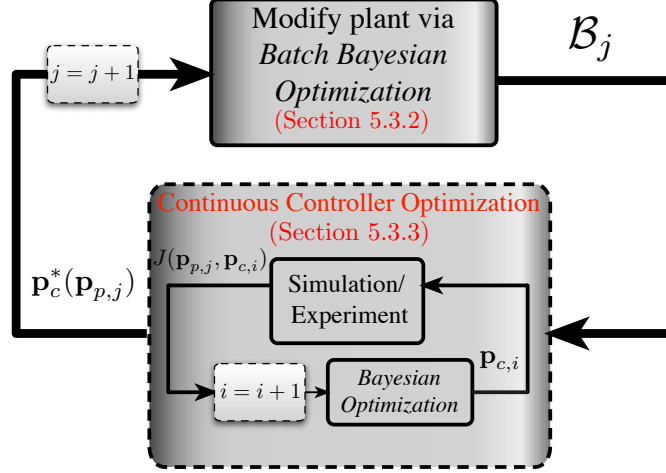 Modify plant via
Batch Bayesian
Optimization
(Section 5.3.2)
j = j + 1
ℬ_j
Continuous Controller Optimization
(Section 5.3.3)
J(𝐩_{p,j}, 𝐩_{c,i})
Simulation/
Experiment
𝐩_c^*(𝐩_{p,j})
𝐩_{c,i}
i = i + 1
Bayesian
Optimization